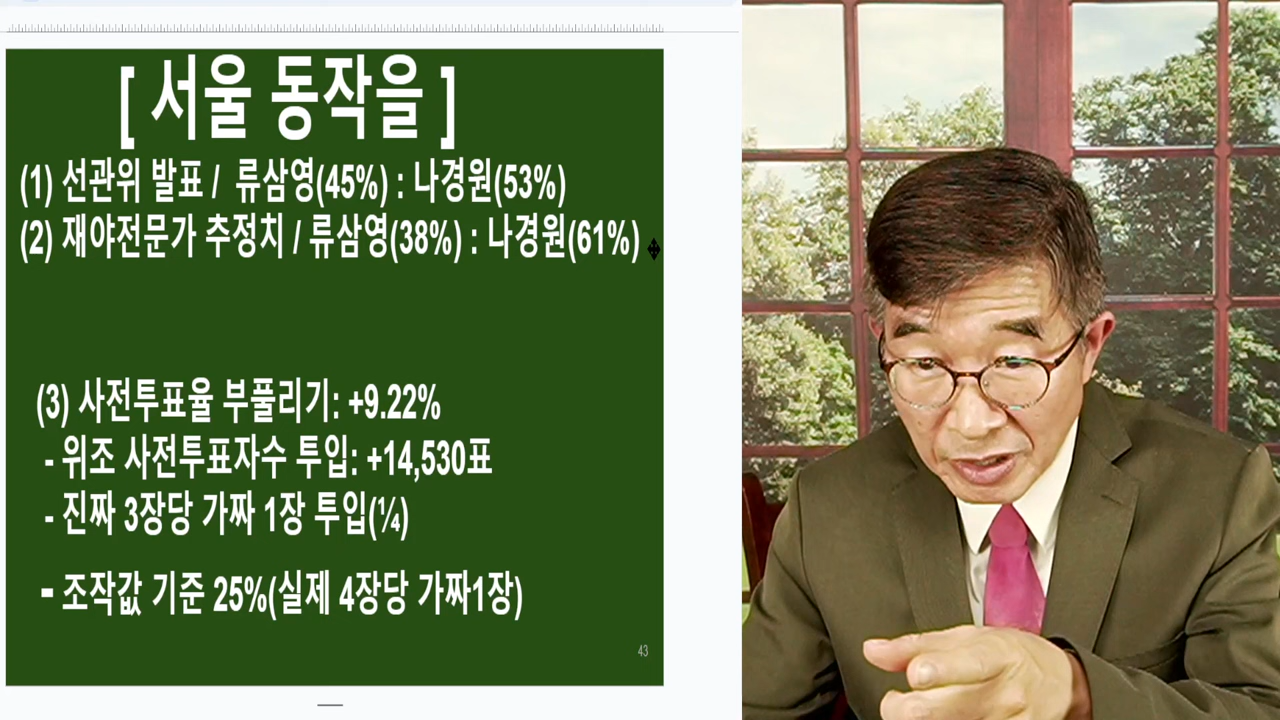 [ 서울 동작을 ]
(1) 선관위 발표 / 류삼영(45%) : 나경원(53%)
(2) 재야전문가 추정치 / 류삼영(38%) : 나경원(61%)
(3) 사전투표율 부풀리기: +9.22%
- 위조 사전투표자수 투입: +14,530표
- 진짜 3장당 가짜 1장 투입(¼)
- 조작값 기준 25%(실제 4장당 가짜1장)
43